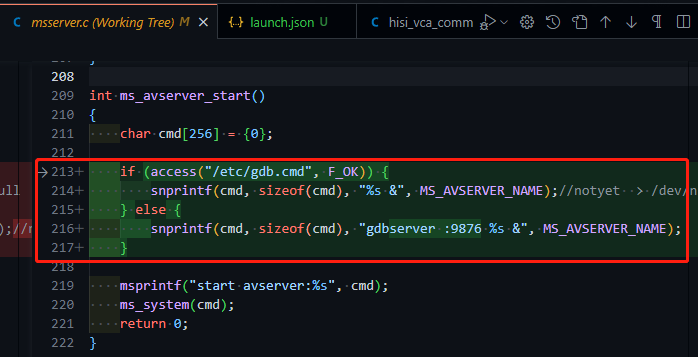 msserver.c (Working Tree) M
launch.json U
hisi_vca_comm
208
209 int ms_avserver_start()
210 {
211 char cmd[256] = {0};
212
ull
213+ if (access("/etc/gdb.cmd", F_OK)) {
214+ snprintf(cmd, sizeof(cmd), "%s &", MS_AVSERVER_NAME);//notyet > /dev/n
215+ } else {
);//n
216+ snprintf(cmd, sizeof(cmd), "gdbserver :9876 %s &", MS_AVSERVER_NAME);
217+ }
218
219 msprintf("start avserver:%s", cmd);
220 ms_system(cmd);
221 return 0;
222 }